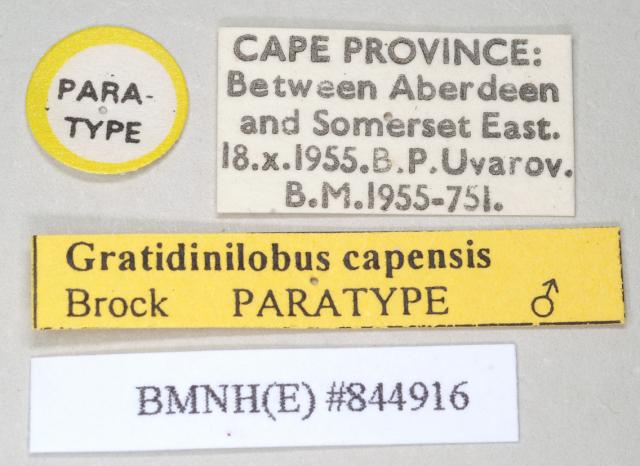 PARA-
TYPE
CAPE PROVINCE:
Between Aberdeen
and Somerset East.
18.x.1955. B.P. Uvarov.
B.M.1955-751.
Gratidinilobus capensis
Brock PARATYPE ♂
BMNH(E) #844916